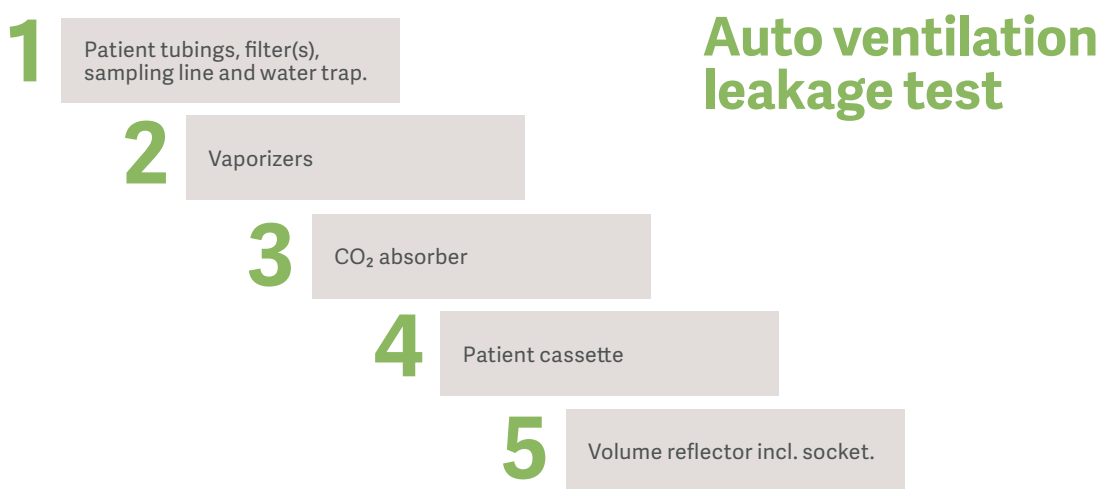 Auto ventilation
leakage test
1
Patient tubings, filter(s),
sampling line and water trap.
2
Vaporizers
3
CO₂ absorber
4
Patient cassette
5
Volume reflector incl. socket.